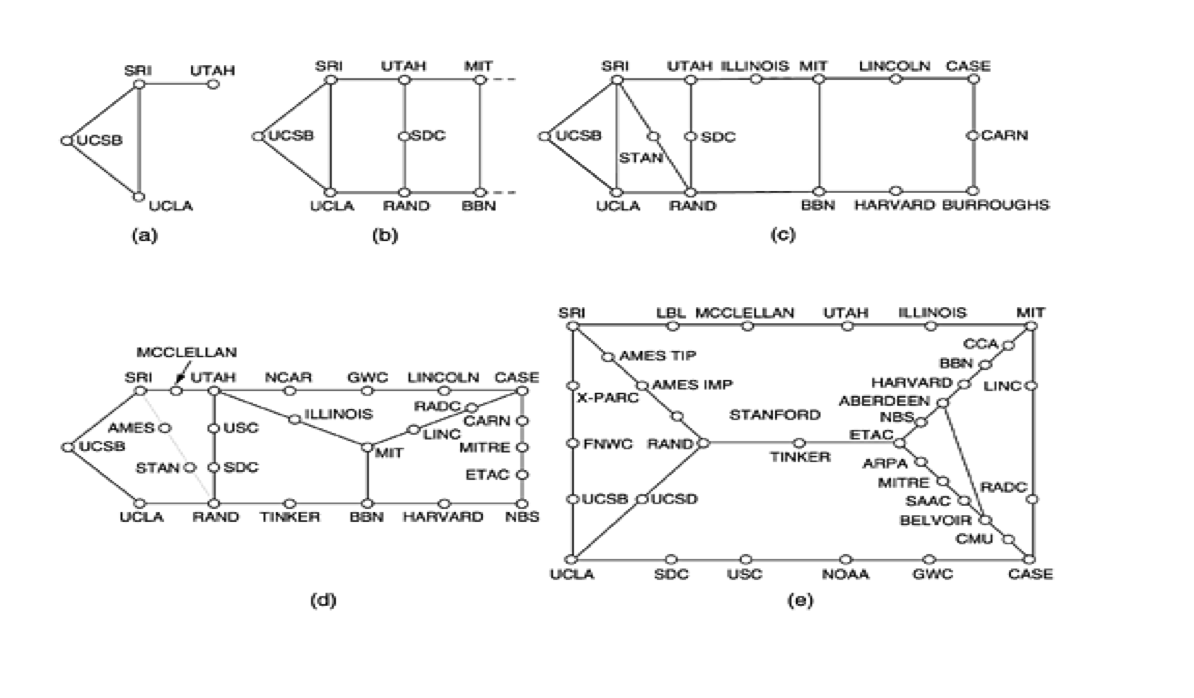 SRI UTAH
UCSB
UCLA
(a)
SRI UTAH MIT
UCSB SDC
UCLA RAND BBN
(b)
SRI UTAH ILLINOIS MIT LINCOLN CASE
UCSB SDC CARN
STAN
UCLA RAND BBN HARVARD BURROUGHS
(c)
MCCLELLAN
SRI UTAH NCAR GWC LINCOLN CASE
RADC
ILLINOIS CARN
AMES USC LINC
UCSB MIT MITRE
STAN SDC ETAC
UCLA RAND TINKER BBN HARVARD NBS
(d)
SRI LBL MCCLELLAN UTAH ILLINOIS MIT
CCA
AMES TIP BBN
X-PARC AMES IMP HARVARD LINC
ABERDEEN
STANFORD NBS
FNWC RAND ETAC
TINKER ARPA
MITRE RADC
UCSB UCSD SAAC
BELVOIR
CMU
UCLA SDC USC NOAA GWC CASE
(e)